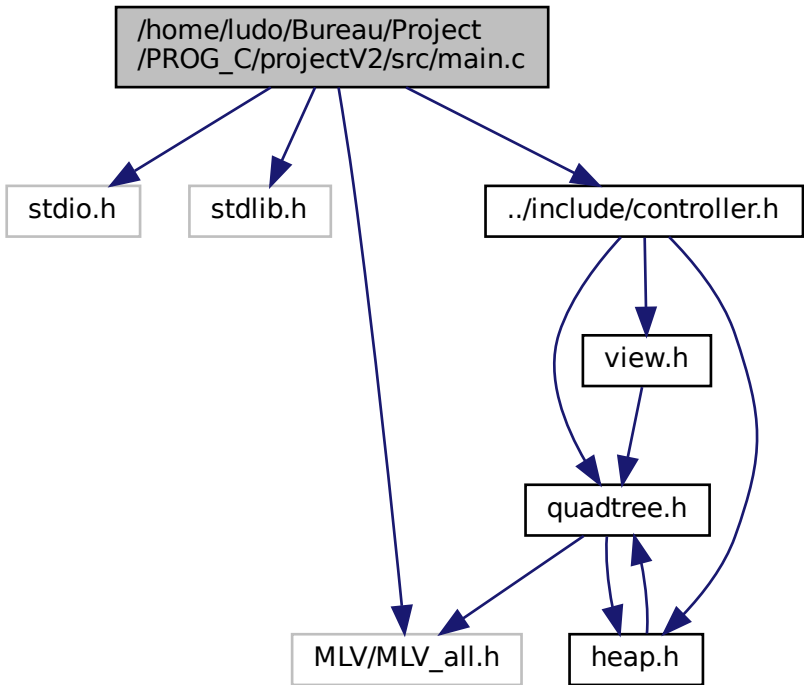 /home/ludo/Bureau/Project
/PROG_C/projectV2/src/main.c
stdio.h
stdlib.h
../include/controller.h
view.h
quadtree.h
MLV/MLV_all.h
heap.h